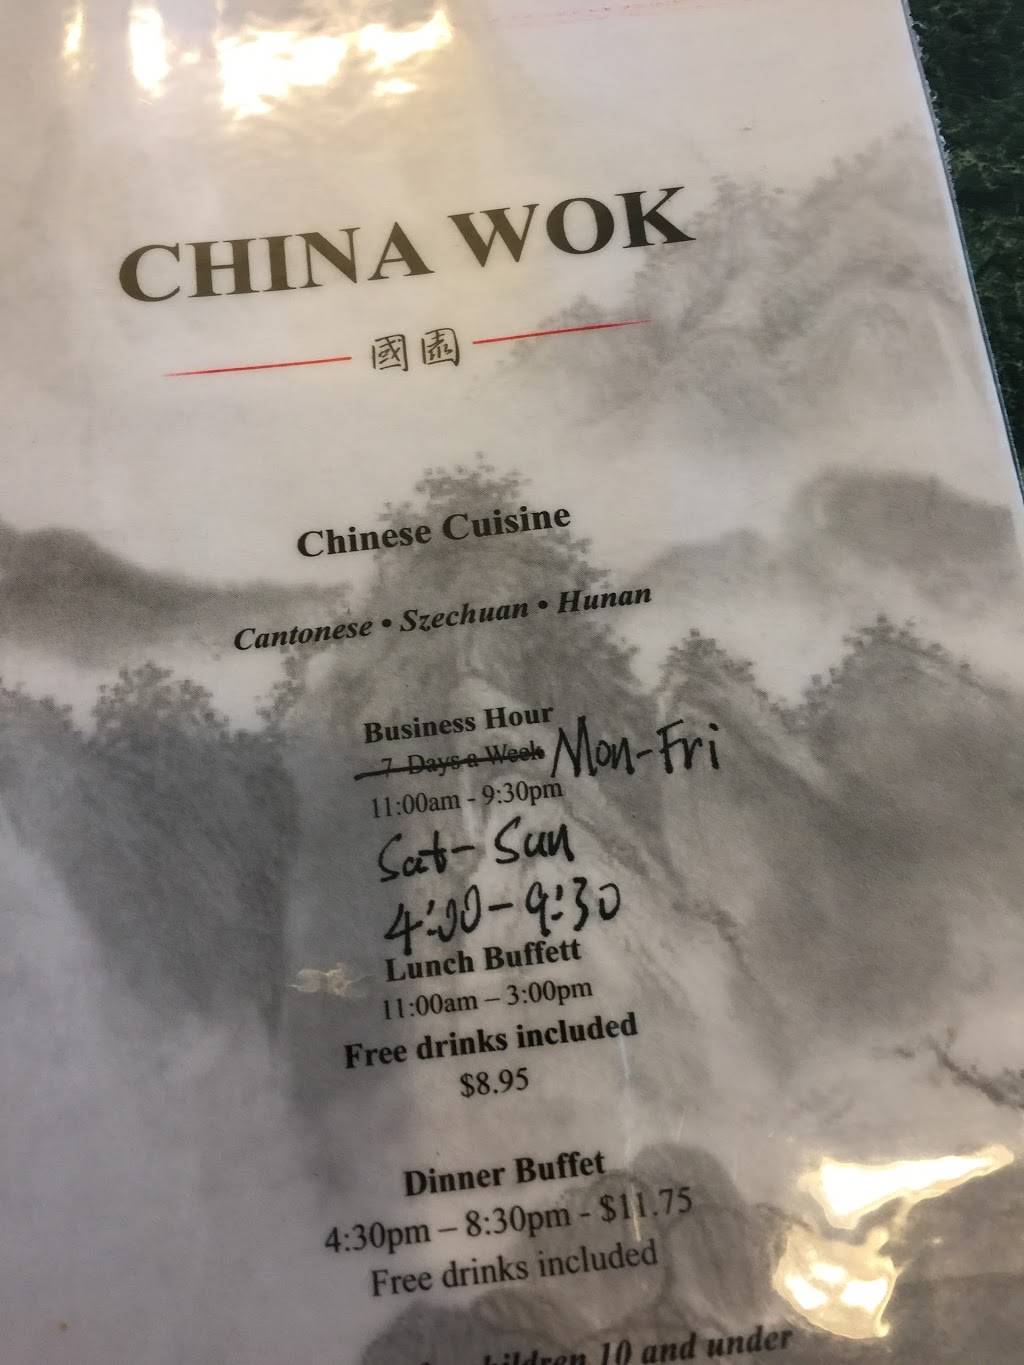 CHINA WOK
國園
Chinese Cuisine
Cantonese • Szechuan • Hunan
Business Hour
7 Days a Week Mon-Fri
11:00am - 9:30pm
Sat- Sun
4:00-9:30
Lunch Buffett
11:00am – 3:00pm
Free drinks included
$8.95
Dinner Buffet
4:30pm – 8:30pm - $11.75
Free drinks included
children 10 and under